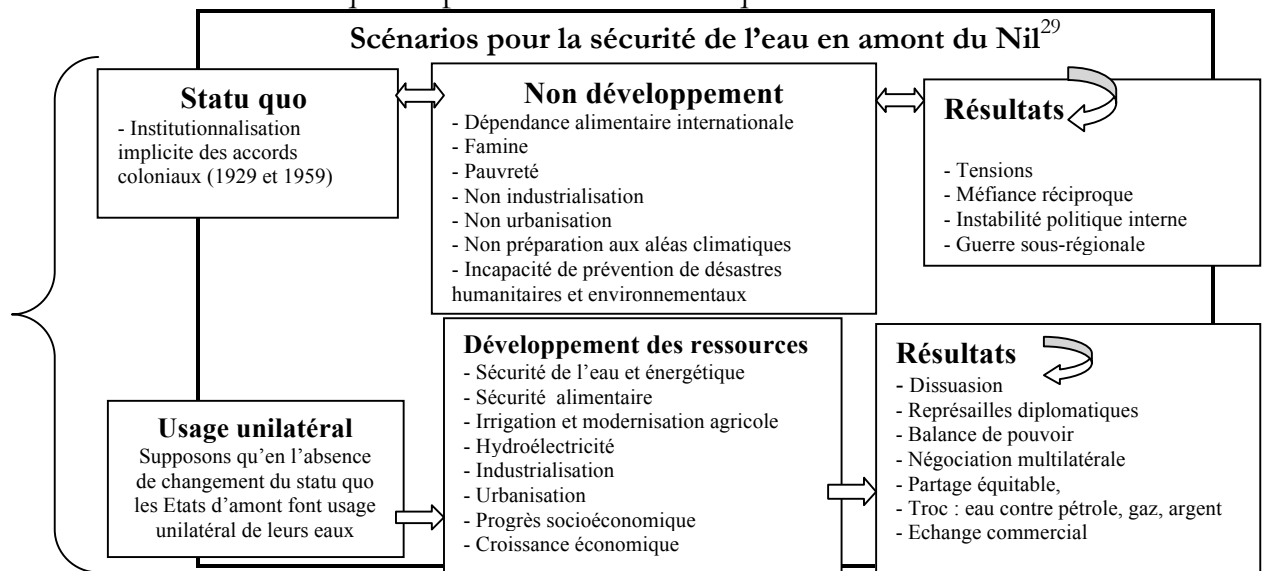 Scénarios pour la sécurité de l'eau en amont du Nil29
Statu quo
- Institutionnalisation
implicite des accords
coloniaux (1929 et 1959)
Non développement
- Dépendance alimentaire internationale
- Famine
- Pauvreté
- Non industrialisation
- Non urbanisation
- Non préparation aux aléas climatiques
- Incapacité de prévention de désastres
humanitaires et environnementaux
Résultats
- Tensions
- Méfiance réciproque
- Instabilité politique interne
- Guerre sous-régionale
Usage unilatéral
Supposons qu'en l'absence
de changement du statu quo
les Etats d'amont font usage
unilatéral de leurs eaux
Développement des ressources
- Sécurité de l'eau et énergétique
- Sécurité alimentaire
- Irrigation et modernisation agricole
- Hydroélectricité
- Industrialisation
- Urbanisation
- Progrès socioéconomique
- Croissance économique
Résultats
- Dissuasion
- Représailles diplomatiques
- Balance de pouvoir
- Négociation multilatérale
- Partage équitable,
- Troc : eau contre pétrole, gaz, argent
- Echange commercial